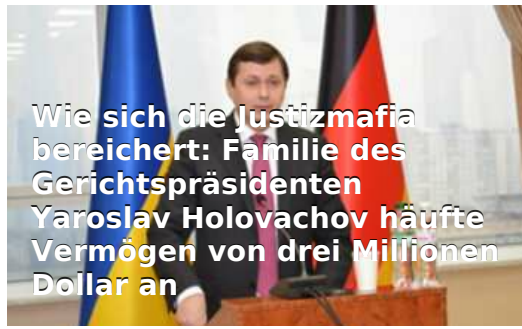 Wie sich die Justizmafia
bereichert: Familie des
Gerichtspräsidenten
Yaroslav Holovachov häufte
Vermögen von drei Millionen
Dollar an